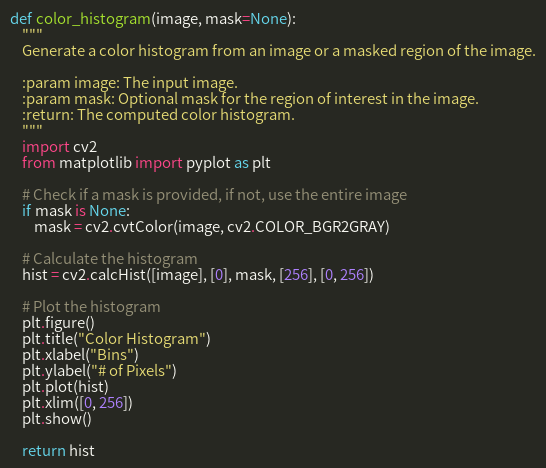 def color_histogram(image, mask=None):
    """
    Generate a color histogram from an image or a masked region of the image.

    :param image: The input image.
    :param mask: Optional mask for the region of interest in the image.
    :return: The computed color histogram.
    """
    import cv2
    from matplotlib import pyplot as plt

    # Check if a mask is provided, if not, use the entire image
    if mask is None:
        mask = cv2.cvtColor(image, cv2.COLOR_BGR2GRAY)

    # Calculate the histogram
    hist = cv2.calcHist([image], [0], mask, [256], [0, 256])

    # Plot the histogram
    plt.figure()
    plt.title("Color Histogram")
    plt.xlabel("Bins")
    plt.ylabel("# of Pixels")
    plt.plot(hist)
    plt.xlim([0, 256])
    plt.show()

    return hist